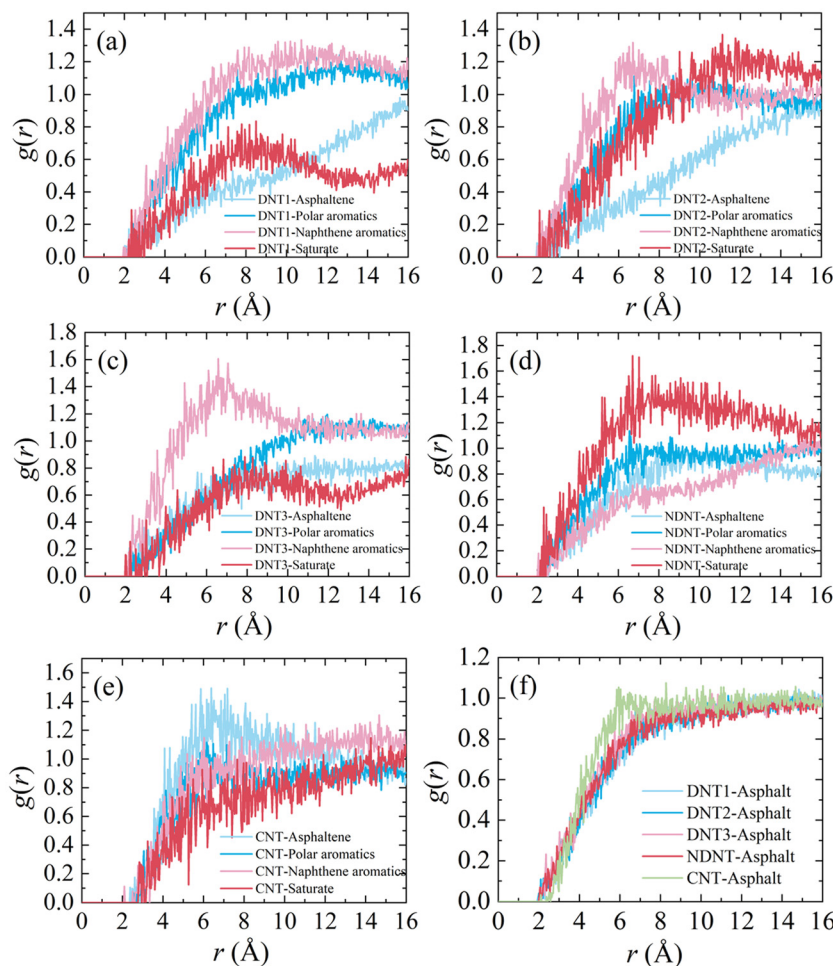 (a)
1.4
1.2
1.0
0.8
0.6
0.4
0.2
0.0
g(r)
DNT1-Asphaltene
DNT1-Polar aromatics
DNT1-Naphthene aromatics
DNT1-Saturate
0 2 4 6 8 10 12 14 16
r (Å)
(b)
1.4
1.2
1.0
0.8
0.6
0.4
0.2
0.0
g(r)
DNT2-Asphaltene
DNT2-Polar aromatics
DNT2-Naphthene aromatics
DNT2-Saturate
0 2 4 6 8 10 12 14 16
r (Å)
(c)
1.8
1.6
1.4
1.2
1.0
0.8
0.6
0.4
0.2
0.0
g(r)
DNT3-Asphaltene
DNT3-Polar aromatics
DNT3-Naphthene aromatics
DNT3-Saturate
0 2 4 6 8 10 12 14 16
r (Å)
(d)
1.8
1.6
1.4
1.2
1.0
0.8
0.6
0.4
0.2
0.0
g(r)
NDNT-Asphaltene
NDNT-Polar aromatics
NDNT-Naphthene aromatics
NDNT-Saturate
0 2 4 6 8 10 12 14 16
r (Å)
(e)
1.6
1.4
1.2
1.0
0.8
0.6
0.4
0.2
0.0
g(r)
CNT-Asphaltene
CNT-Polar aromatics
CNT-Naphthene aromatics
CNT-Saturate
0 2 4 6 8 10 12 14 16
r (Å)
(f)
1.2
1.0
0.8
0.6
0.4
0.2
0.0
g(r)
DNT1-Asphalt
DNT2-Asphalt
DNT3-Asphalt
NDNT-Asphalt
CNT-Asphalt
0 2 4 6 8 10 12 14 16
r (Å)